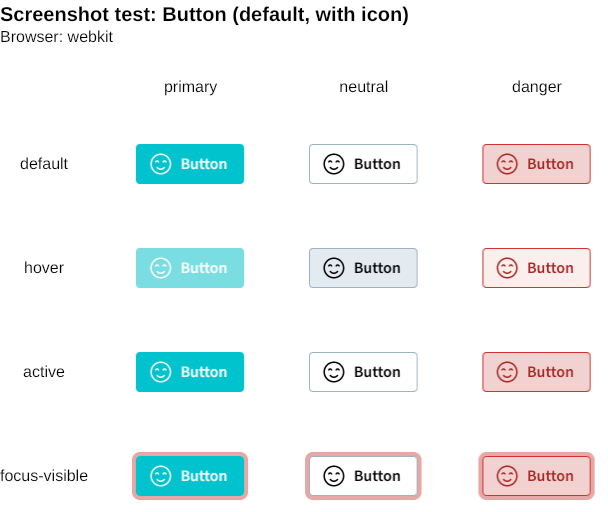 Screenshot test: Button (default, with icon)
Browser: webkit
primary neutral danger
default Button Button Button
hover Button Button Button
active Button Button Button
focus-visible Button Button Button